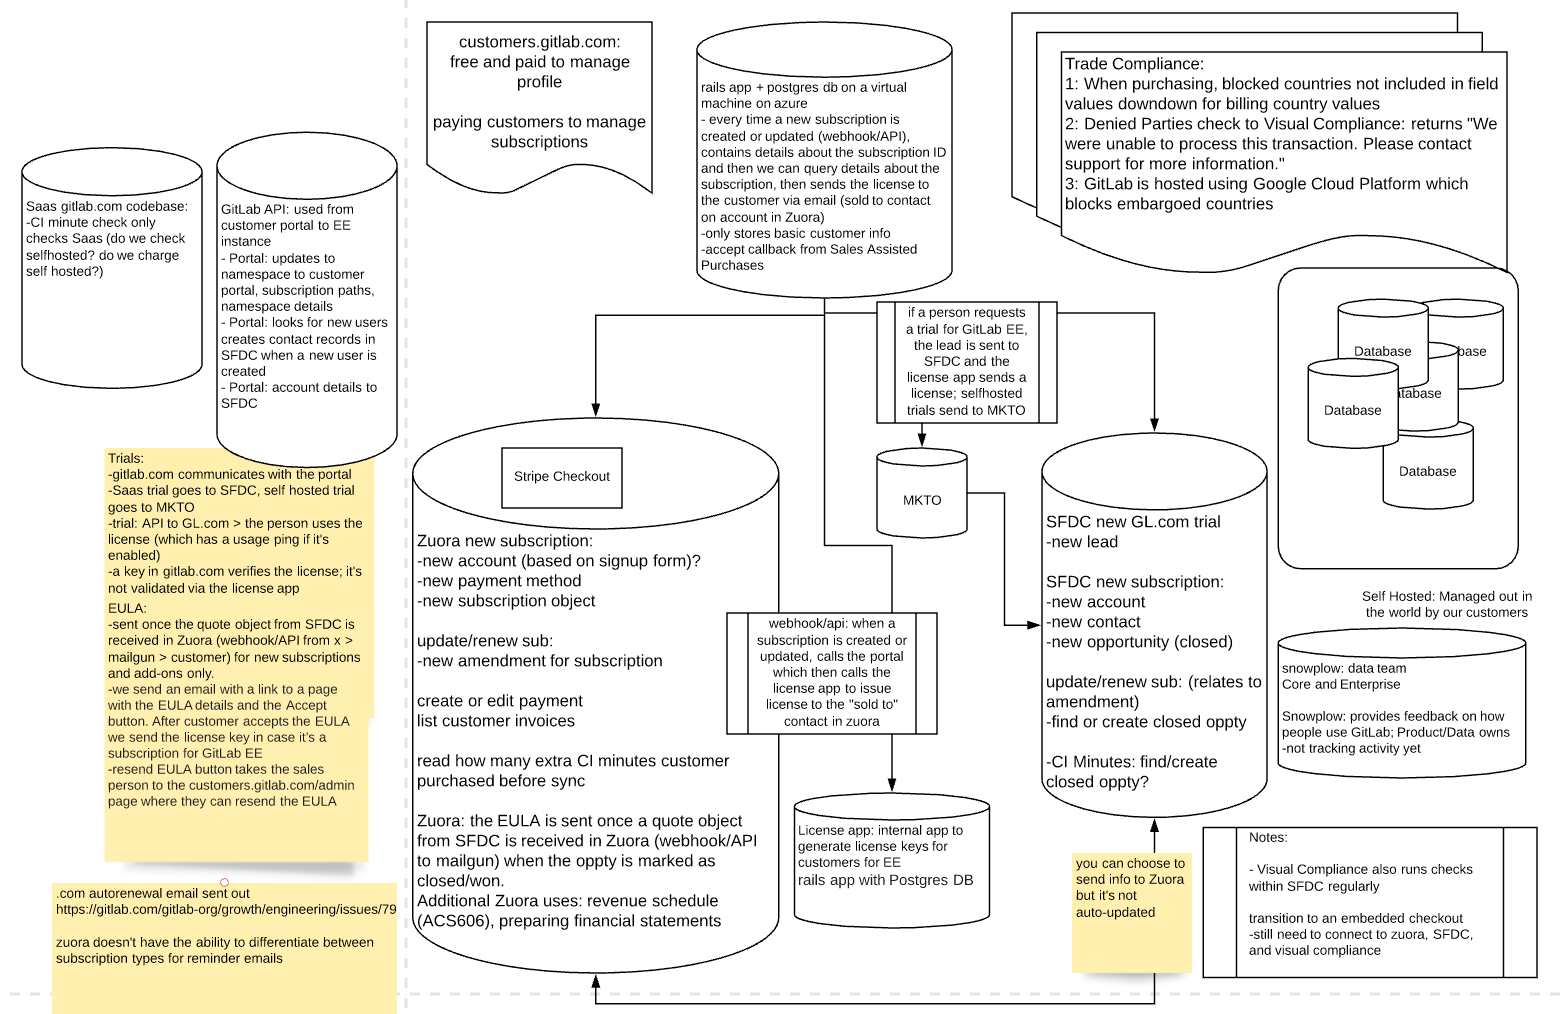 customers.gitlab.com:
free and paid to manage
profile
paying customers to manage
subscriptions
rails app + postgres db on a virtual
machine on azure
- every time a new subscription is
created or updated (webhook/API),
contains details about the subscription ID
and then we can query details about the
subscription, then sends the license to
the customer via email (sold to contact
on account in Zuora)
-only stores basic customer info
-accept callback from Sales Assisted
Purchases
Trade Compliance:
1: When purchasing, blocked countries not included in field
values downdown for billing country values
2: Denied Parties check to Visual Compliance: returns "We
were unable to process this transaction. Please contact
support for more information."
3: GitLab is hosted using Google Cloud Platform which
blocks embargoed countries
Saas gitlab.com codebase:
-CI minute check only
checks Saas (do we check
selfhosted? do we charge
self hosted?)
GitLab API: used from
customer portal to EE
instance
- Portal: updates to
namespace to customer
portal, subscription paths,
namespace details
- Portal: looks for new users
creates contact records in
SFDC when a new user is
created
- Portal: account details to
SFDC
if a person requests
a trial for GitLab EE,
the lead is sent to
SFDC and the
license app sends a
license; selfhosted
trials send to MKTO
Database
Database
Database
Trials:
-gitlab.com communicates with the portal
-Saas trial goes to SFDC, self hosted trial
goes to MKTO
-trial: API to GL.com > the person uses the
license (which has a usage ping if it's
enabled)
-a key in gitlab.com verifies the license; it's
not validated via the license app
EULA:
-sent once the quote object from SFDC is
received in Zuora (webhook/API from x >
mailgun > customer) for new subscriptions
and add-ons only.
-we send an email with a link to a page
with the EULA details and the Accept
button. After customer accepts the EULA
we send the license key in case it's a
subscription for GitLab EE
-resend EULA button takes the sales
person to the customers.gitlab.com/admin
page where they can resend the EULA
Stripe Checkout
Zuora new subscription:
-new account (based on signup form)?
-new payment method
-new subscription object
update/renew sub:
-new amendment for subscription
create or edit payment
list customer invoices
read how many extra CI minutes customer
purchased before sync
Zuora: the EULA is sent once a quote object
from SFDC is received in Zuora (webhook/API
to mailgun) when the oppty is marked as
closed/won.
Additional Zuora uses: revenue schedule
(ACS606), preparing financial statements
MKTO
webhook/api: when a
subscription is created or
updated, calls the portal
which then calls the
license app to issue
license to the "sold to"
contact in zuora
SFDC new GL.com trial
-new lead
SFDC new subscription:
-new account
-new contact
-new opportunity (closed)
update/renew sub: (relates to
amendment)
-find or create closed oppty
-CI Minutes: find/create
closed oppty?
Self Hosted: Managed out in
the world by our customers
snowplow: data team
Core and Enterprise
Snowplow: provides feedback on how
people use GitLab; Product/Data owns
-not tracking activity yet
License app: internal app to
generate license keys for
customers for EE
rails app with Postgres DB
you can choose to
send info to Zuora
but it's not
auto-updated
Notes:
- Visual Compliance also runs checks
within SFDC regularly
transition to an embedded checkout
-still need to connect to zuora, SFDC,
and visual compliance
.com autorenewal email sent out
https://gitlab.com/gitlab-org/growth/engineering/issues/79
zuora doesn't have the ability to differentiate between
subscription types for reminder emails